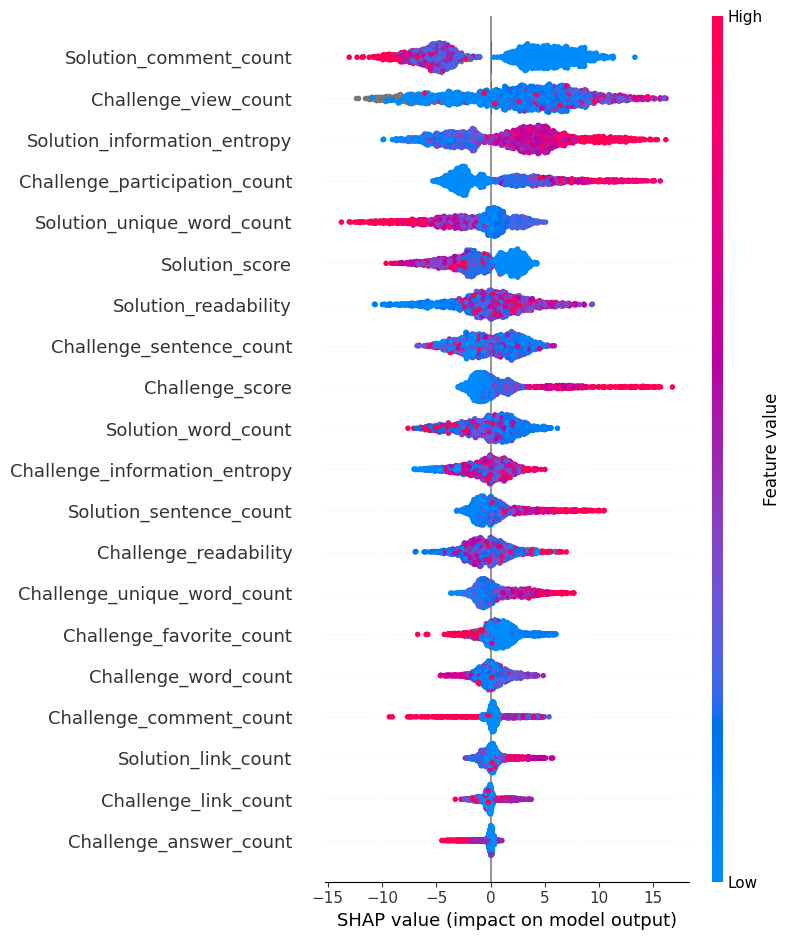 High
Solution_comment_count
Challenge_view_count
Solution_information_entropy
Challenge_participation_count
Solution_unique_word_count
Solution_score
Solution_readability
Challenge_sentence_count
Challenge_score
Solution_word_count
Challenge_information_entropy
Solution_sentence_count
Challenge_readability
Challenge_unique_word_count
Challenge_favorite_count
Challenge_word_count
Challenge_comment_count
Solution_link_count
Challenge_link_count
Challenge_answer_count
Feature value
Low
−15 −10 −5 0 5 10 15
SHAP value (impact on model output)